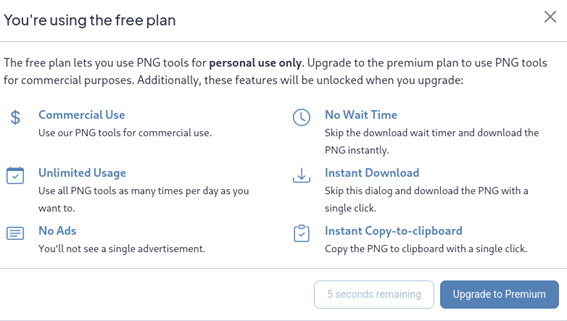 You're using the free plan
The free plan lets you use PNG tools for personal use only. Upgrade to the premium plan to use PNG tools
for commercial purposes. Additionally, these features will be unlocked when you upgrade:
Commercial Use
Use our PNG tools for commercial use.
No Wait Time
Skip the download wait timer and download the
PNG instantly.
Unlimited Usage
Use all PNG tools as many times per day as you
want to.
Instant Download
Skip this dialog and download the PNG with a
single click.
No Ads
You'll not see a single advertisement.
Instant Copy-to-clipboard
Copy the PNG to clipboard with a single click.
5 seconds remaining
Upgrade to Premium